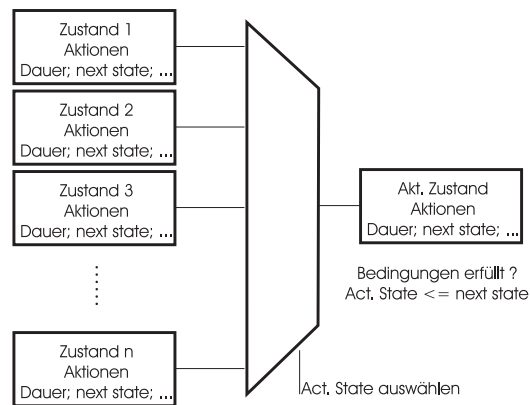 Zustand 1
Aktionen
Dauer; next state; ...
Zustand 2
Aktionen
Dauer; next state; ...
Zustand 3
Aktionen
Dauer; next state; ...
Zustand n
Aktionen
Dauer; next state; ...
Akt. Zustand
Aktionen
Dauer; next state; ...
Bedingungen erfüllt ?
Act. State <= next state
Act. State auswählen